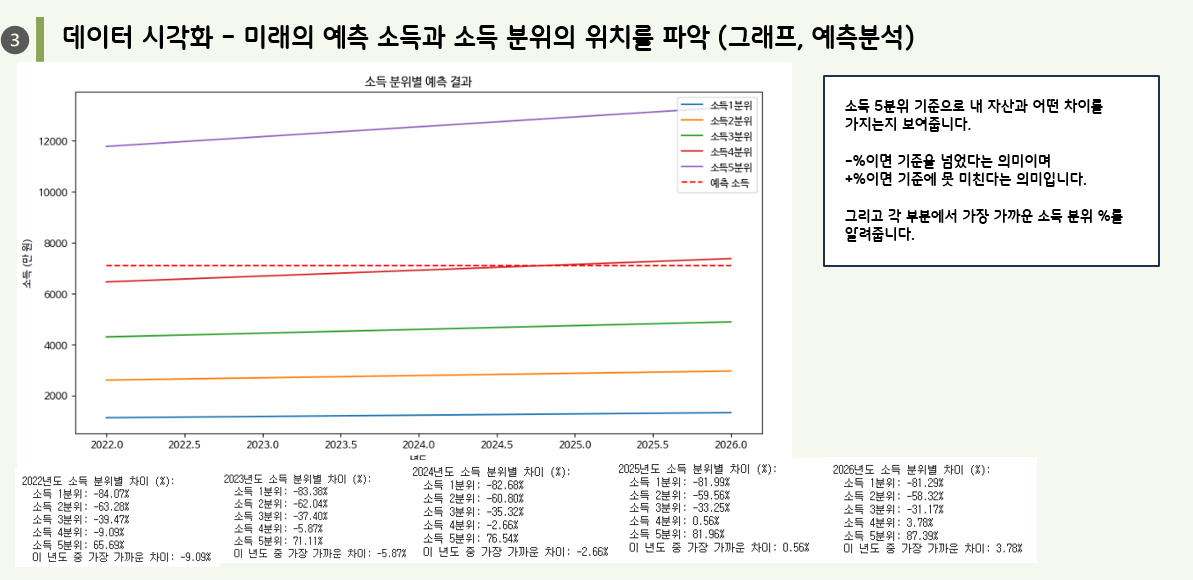 3
데이터 시각화 - 미래의 예측 소득과 소득 분위의 위치를 파악 (그래프, 예측분석)
소득 분위별 예측 결과
소득1분위
소득2분위
소득3분위
소득4분위
소득5분위
예측 소득
소득 (만 원)
12000
10000
8000
6000
4000
2000
2022.0 2022.5 2023.0 2023.5 2024.0 2024.5 2025.0 2025.5 2026.0
년도
소득 5분위 기준으로 내 자산과 어떤 차이를
가지는지 보여줍니다.
-%이면 기준을 넘었다는 의미이며
+%이면 기준에 못 미친다는 의미입니다.
그리고 각 부분에서 가장 가까운 소득 분위 %를
알려줍니다.
2022년도 소득 분위별 차이 (%):
소득 1분위: -84.07%
소득 2분위: -63.28%
소득 3분위: -39.47%
소득 4분위: -9.09%
소득 5분위: 65.69%
이 년도 중 가장 가까운 차이: -9.09%
2023년도 소득 분위별 차이 (%):
소득 1분위: -83.38%
소득 2분위: -62.04%
소득 3분위: -37.40%
소득 4분위: -5.87%
소득 5분위: 71.11%
이 년도 중 가장 가까운 차이: -5.87%
2024년도 소득 분위별 차이 (%):
소득 1분위: -82.68%
소득 2분위: -60.80%
소득 3분위: -35.32%
소득 4분위: -2.66%
소득 5분위: 76.54%
이 년도 중 가장 가까운 차이: -2.66%
2025년도 소득 분위별 차이 (%):
소득 1분위: -81.99%
소득 2분위: -59.56%
소득 3분위: -33.25%
소득 4분위: 0.56%
소득 5분위: 81.96%
이 년도 중 가장 가까운 차이: 0.56%
2026년도 소득 분위별 차이 (%):
소득 1분위: -81.29%
소득 2분위: -58.32%
소득 3분위: -31.17%
소득 4분위: 3.78%
소득 5분위: 87.39%
이 년도 중 가장 가까운 차이: 3.78%